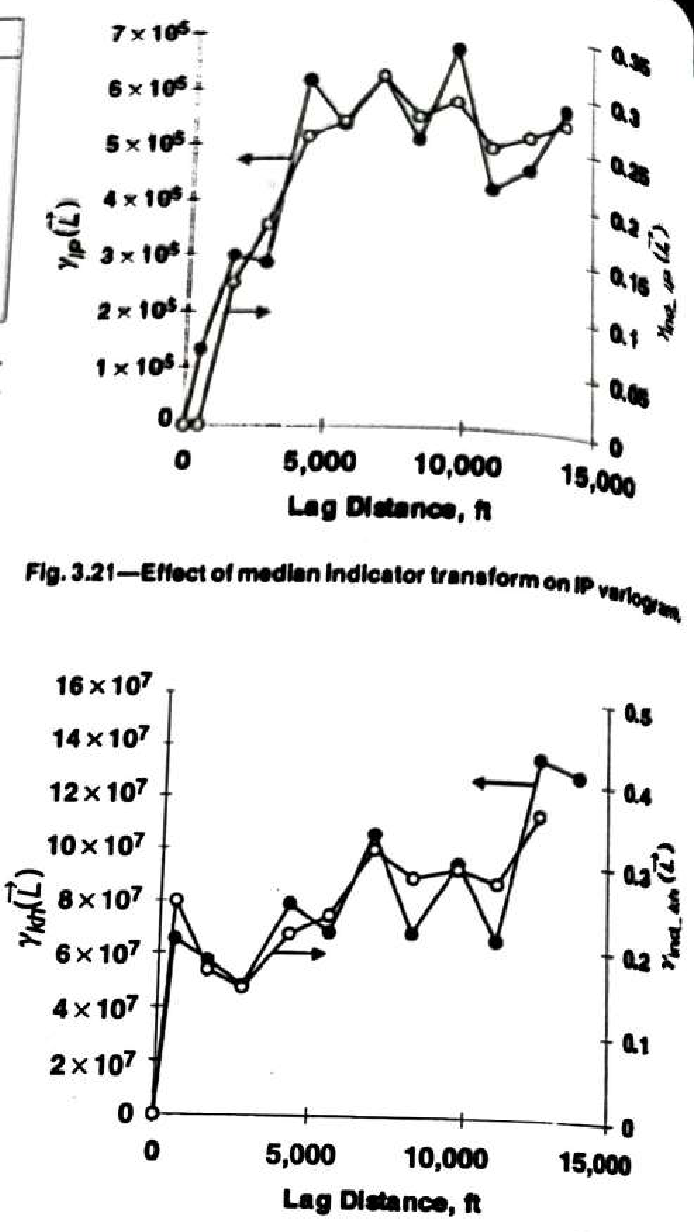 7 × 10⁵
6 × 10⁵
5 × 10⁵
4 × 10⁵
3 × 10⁵
2 × 10⁵
1 × 10⁵
0
γIP(L⃗)
0.35
0.3
0.25
0.2
0.15
0.1
0.05
0
γind_IP(L⃗)
0 5,000 10,000 15,000
Lag Distance, ft
Fig. 3.21—Effect of median indicator transform on IP variogram.
16 × 10⁷
14 × 10⁷
12 × 10⁷
10 × 10⁷
8 × 10⁷
6 × 10⁷
4 × 10⁷
2 × 10⁷
0
γkh(L⃗)
0.5
0.4
0.3
0.2
0.1
0
γind_kh(L⃗)
0 5,000 10,000 15,000
Lag Distance, ft